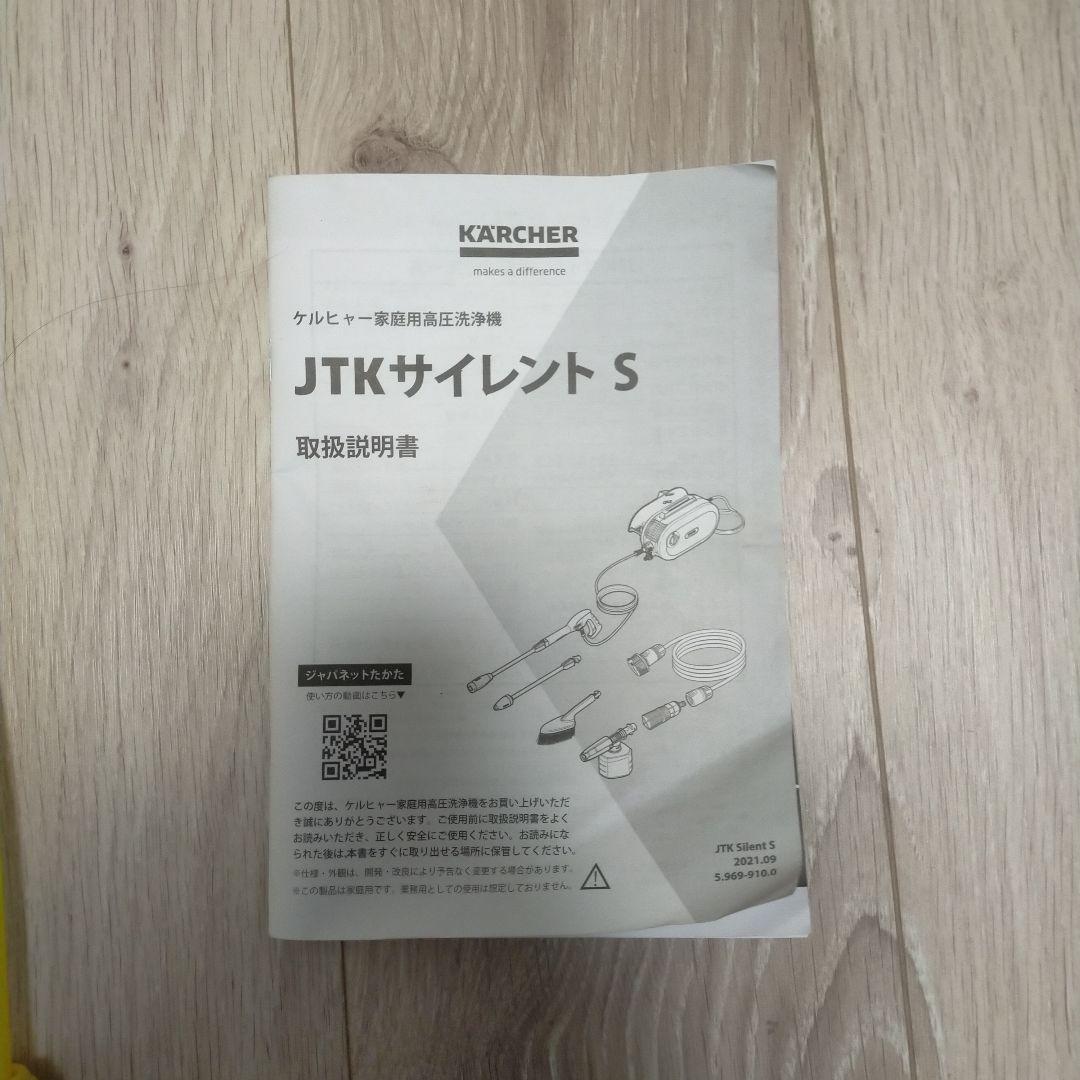 KÄRCHER
makes a difference
ケルヒャー家庭用高圧洗浄機
JTKサイレント S
取扱説明書
ジャパネットたかた
使い方の動画はこちら▼
この度は、ケルヒャー家庭用高圧洗浄機をお買い上げいただ
き誠にありがとうございます。ご使用前に取扱説明書をよく
お読みいただき、正しく安全にご使用ください。お読みにな
られた後は,本書をすぐに取り出せる場所に保管してください。
※仕様・外観は、開発・改良により予告なく変更する場合があります。
※この製品は家庭用です。業務用としての使用は想定しておりません。
JTK Silent S
2021.09
5.969-910.0